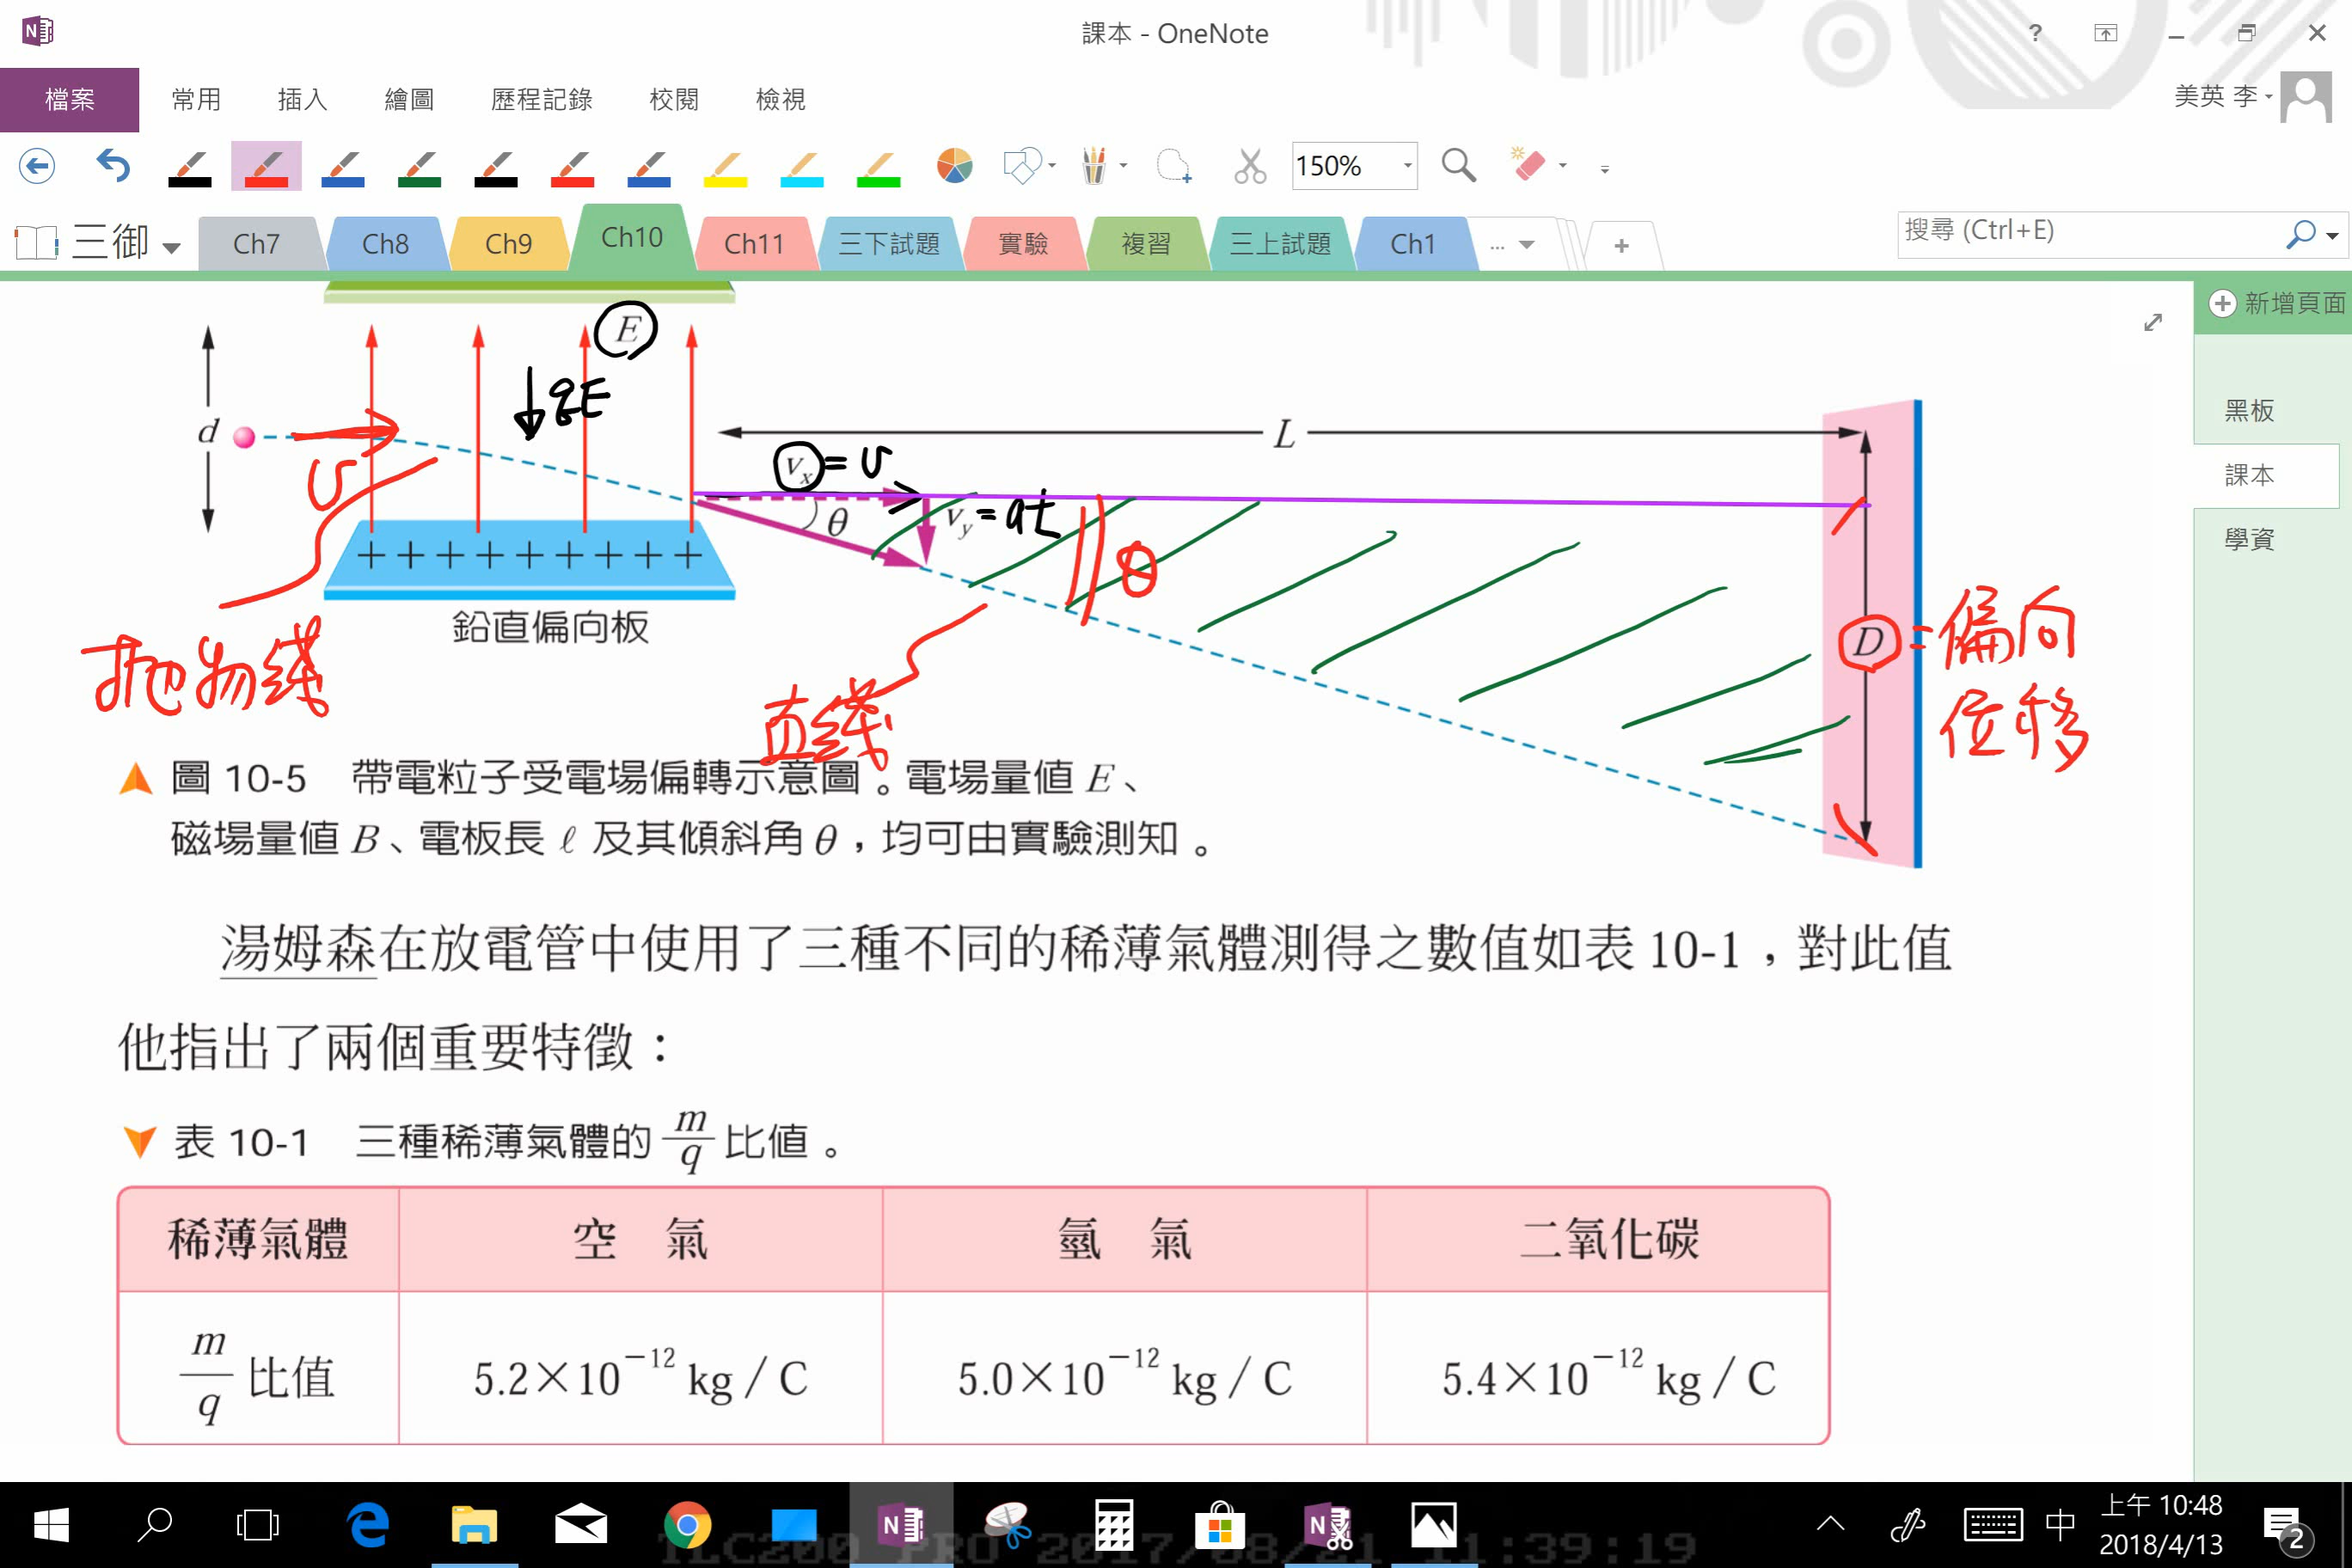 課本 - OneNote
?
檔案 常用 插入 繪圖 歷程記錄 校閱 檢視
美英 李
150%
三御 Ch7 Ch8 Ch9 Ch10 Ch11 三下試題 實驗 複習 三上試題 Ch1 ... +
搜尋 (Ctrl+E)
新增頁面
黑板
課本
學資
E
qE
d
υ
L
vx = υ
θ
vy = at
θ
+ + + + + + + + +
鉛直偏向板
D = 偏向
位移
拋物線
直線
圖 10-5 帶電粒子受電場偏轉示意圖。電場量值 E、
磁場量值 B、電板長 ℓ 及其傾斜角 θ，均可由實驗測知。
湯姆森在放電管中使用了三種不同的稀薄氣體測得之數值如表 10-1，對此值
他指出了兩個重要特徵：
表 10-1 三種稀薄氣體的 m/q 比值。
稀薄氣體 空 氣 氫 氣 二氧化碳
m/q 比值 5.2×10⁻¹² kg / C 5.0×10⁻¹² kg / C 5.4×10⁻¹² kg / C
中
上午 10:48
2018/4/13
2
TLC200 PRO 2017/08/21 11:39:19